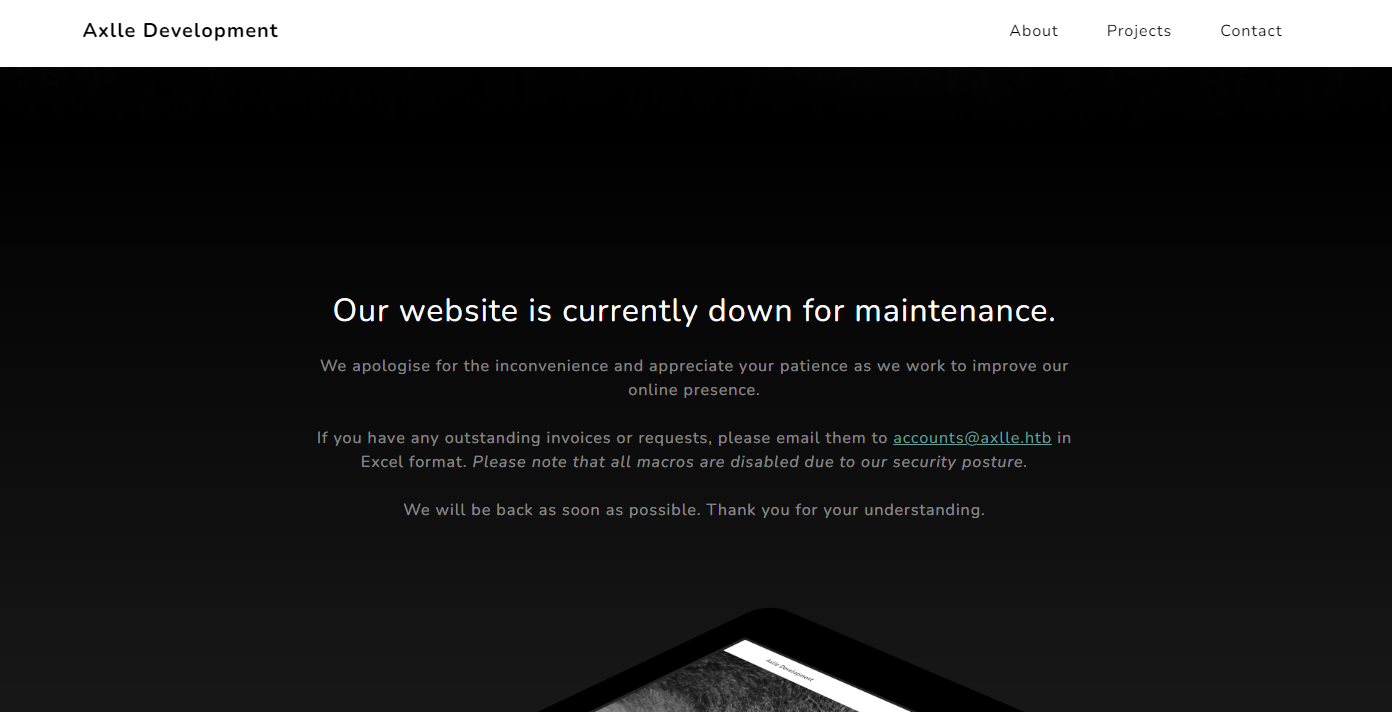 Axlle Development
About Projects Contact
Our website is currently down for maintenance.
We apologise for the inconvenience and appreciate your patience as we work to improve our
online presence.
If you have any outstanding invoices or requests, please email them to accounts@axlle.htb in
Excel format. Please note that all macros are disabled due to our security posture.
We will be back as soon as possible. Thank you for your understanding.
Axlle Development